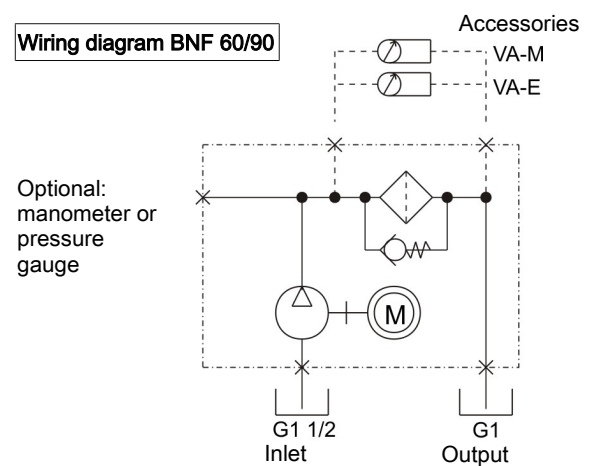 Wiring diagram BNF 60/90
Accessories
VA-M
VA-E
Optional:
manometer or
pressure
gauge
M
G1 1/2
Inlet
G1
Output